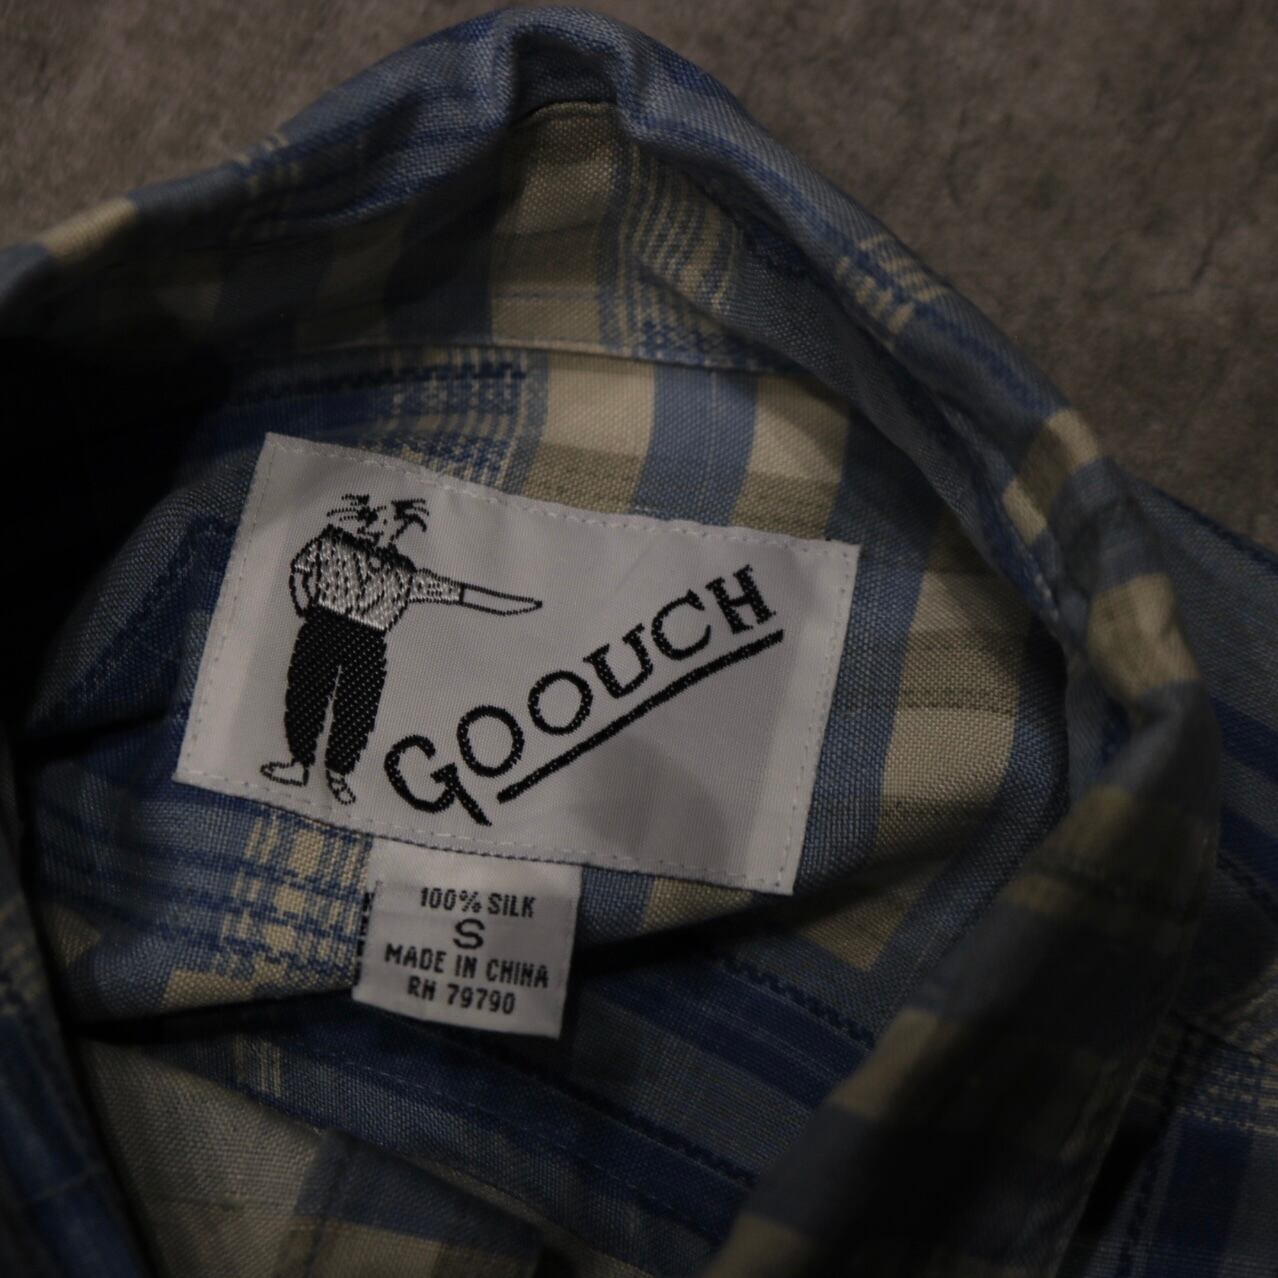 GOOUCH
100% SILK
S
MADE IN CHINA
RN 79790